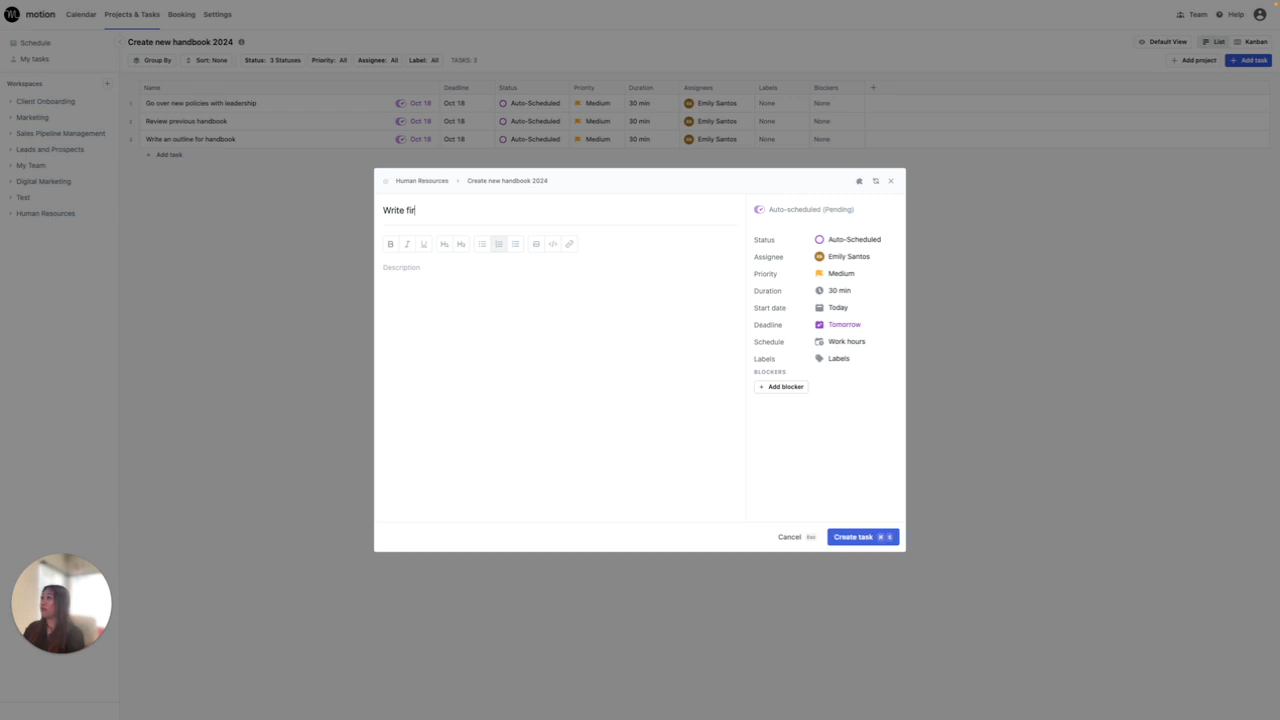 motion Calendar Projects & Tasks Booking Settings Team Help
Schedule
My tasks
Workspaces
Client Onboarding
Marketing
Sales Pipeline Management
Leads and Prospects
My Team
Digital Marketing
Test
Human Resources
Create new handbook 2024
Default View List Kanban
Group By Sort: None Status: 3 Statuses Priority: All Assignee: All Label: All TASKS: 3
Add project Add task
Name Deadline Status Priority Duration Assignees Labels Blockers
Go over new policies with leadership Oct 18 Oct 18 Auto-Scheduled Medium 30 min Emily Santos None None
Review previous handbook Oct 18 Oct 18 Auto-Scheduled Medium 30 min Emily Santos None None
Write an outline for handbook Oct 18 Oct 18 Auto-Scheduled Medium 30 min Emily Santos None None
Add task
Human Resources Create new handbook 2024
Write fir
B I U H₁ H₂
Description
Auto-scheduled (Pending)
Status Auto-Scheduled
Assignee Emily Santos
Priority Medium
Duration 30 min
Start date Today
Deadline Tomorrow
Schedule Work hours
Labels Labels
BLOCKERS
Add blocker
Cancel Esc Create task ⌘ S